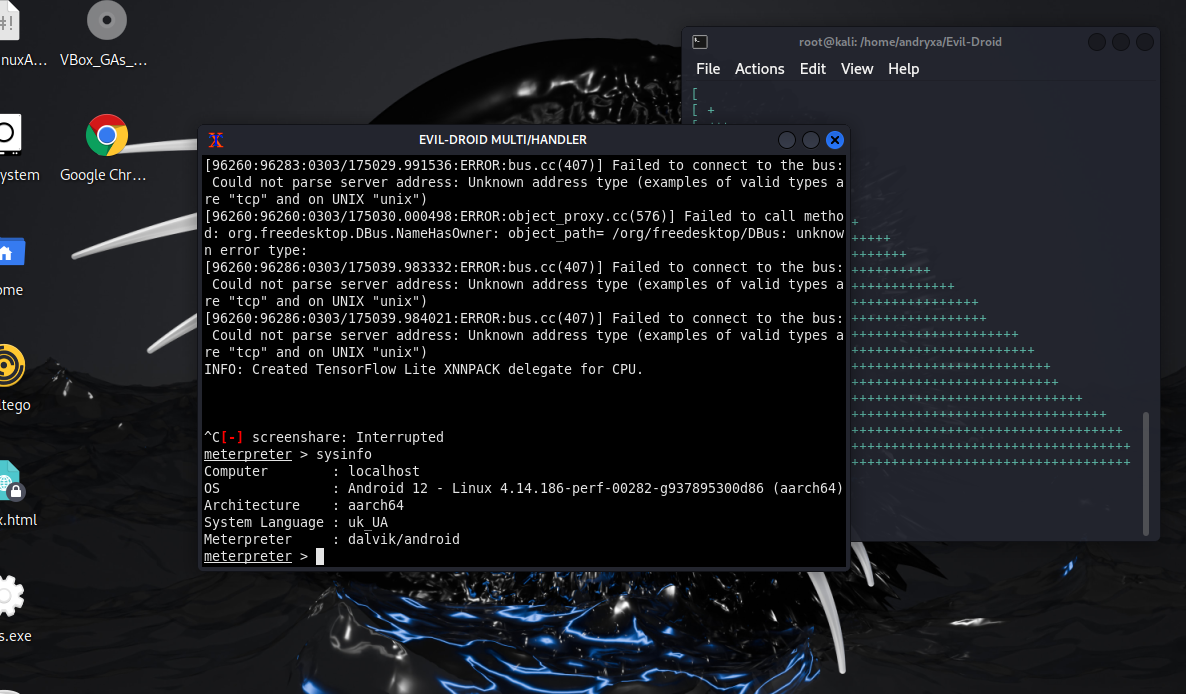 #!
nuxA...
VBox_GAs_...
ystem
Google Chr...
ome
ltego
x.html
s.exe
root@kali: /home/andryxa/Evil-Droid
File Actions Edit View Help
[
[ +
EVIL-DROID MULTI/HANDLER
[96260:96283:0303/175029.991536:ERROR:bus.cc(407)] Failed to connect to the bus:
Could not parse server address: Unknown address type (examples of valid types a
re "tcp" and on UNIX "unix")
[96260:96260:0303/175030.000498:ERROR:object_proxy.cc(576)] Failed to call metho
d: org.freedesktop.DBus.NameHasOwner: object_path= /org/freedesktop/DBus: unknow
n error type:
[96260:96286:0303/175039.983332:ERROR:bus.cc(407)] Failed to connect to the bus:
Could not parse server address: Unknown address type (examples of valid types a
re "tcp" and on UNIX "unix")
[96260:96286:0303/175039.984021:ERROR:bus.cc(407)] Failed to connect to the bus:
Could not parse server address: Unknown address type (examples of valid types a
re "tcp" and on UNIX "unix")
INFO: Created TensorFlow Lite XNNPACK delegate for CPU.
^C[-] screenshare: Interrupted
meterpreter > sysinfo
Computer : localhost
OS : Android 12 - Linux 4.14.186-perf-00282-g937895300d86 (aarch64)
Architecture : aarch64
System Language : uk_UA
Meterpreter : dalvik/android
meterpreter >